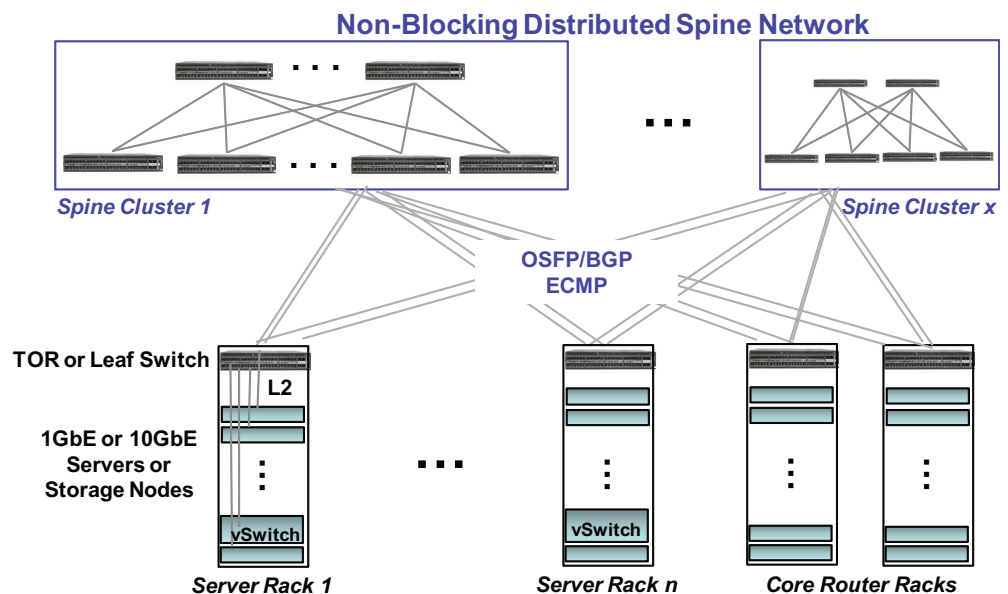 Non-Blocking Distributed Spine Network
. . .
. . .
...
Spine Cluster 1
Spine Cluster x
OSFP/BGP
ECMP
TOR or Leaf Switch
L2
1GbE or 10GbE
Servers or
Storage Nodes
...
vSwitch
vSwitch
Server Rack 1
Server Rack n
Core Router Racks